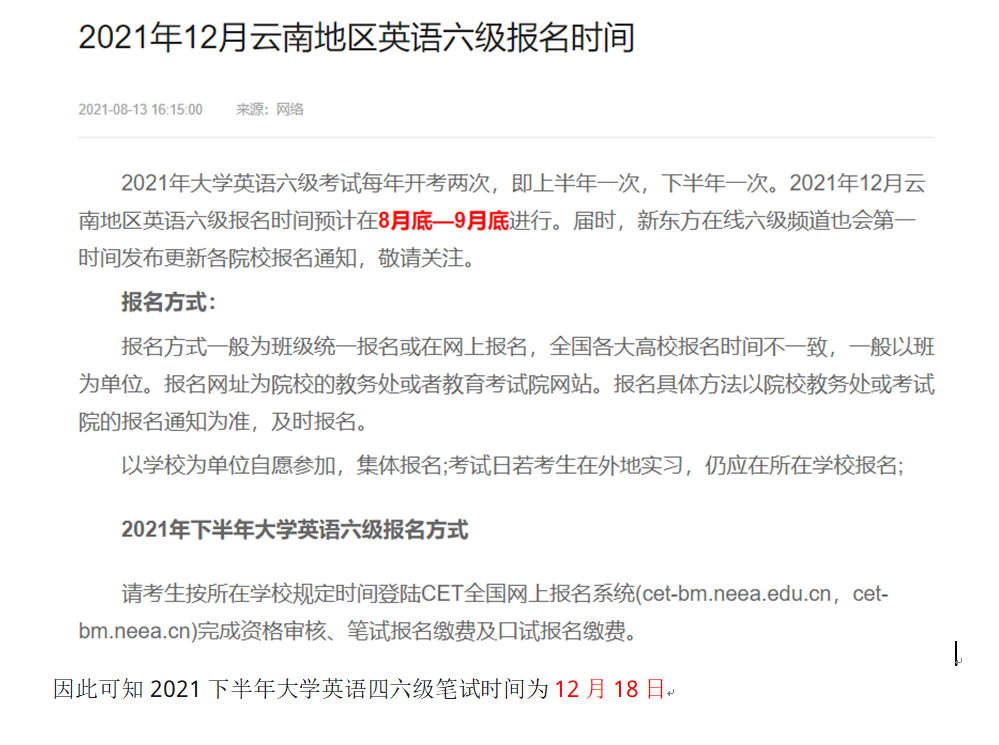 2021年12月云南地区英语六级报名时间
2021-08-13 16:15:00 来源：网络
2021年大学英语六级考试每年开考两次，即上半年一次，下半年一次。2021年12月云
南地区英语六级报名时间预计在8月底—9月底进行。届时，新东方在线六级频道也会第一
时间发布更新各院校报名通知，敬请关注。
报名方式：
报名方式一般为班级统一报名或在网上报名，全国各大高校报名时间不一致，一般以班
为单位。报名网址为院校的教务处或者教育考试院网站。报名具体方法以院校教务处或考试
院的报名通知为准，及时报名。
以学校为单位自愿参加，集体报名;考试日若考生在外地实习，仍应在所在学校报名;
2021年下半年大学英语六级报名方式
请考生按所在学校规定时间登陆CET全国网上报名系统(cet-bm.neea.edu.cn，cet-
bm.neea.cn)完成资格审核、笔试报名缴费及口试报名缴费。
因此可知 2021 下半年大学英语四六级笔试时间为 12 月 18 日